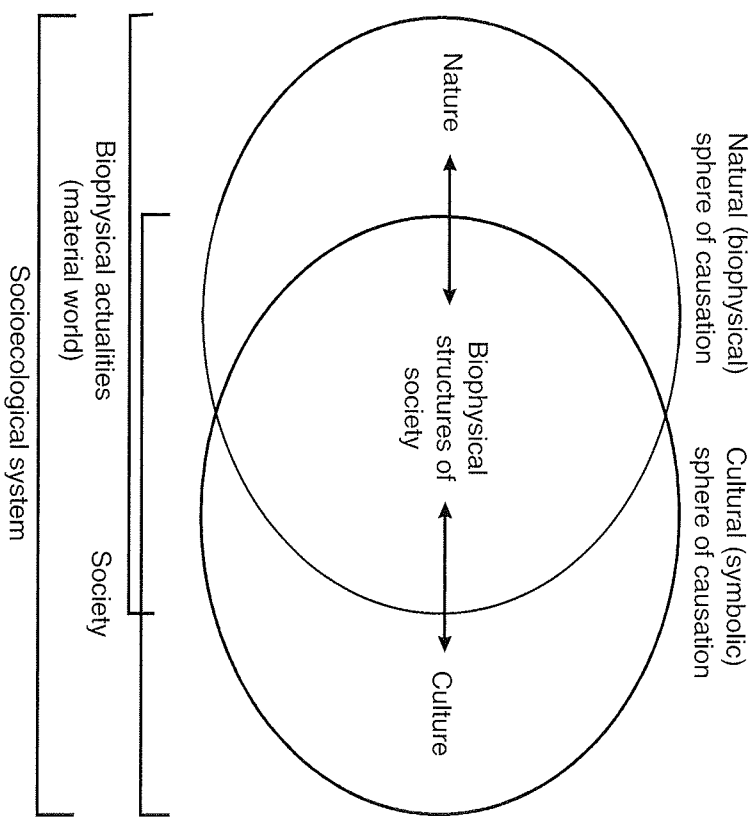 Natural (biophysical)
sphere of causation
Cultural (symbolic)
sphere of causation
Nature
Biophysical
structures of
society
Culture
Biophysical actualities
(material world)
Society
Socioecological system